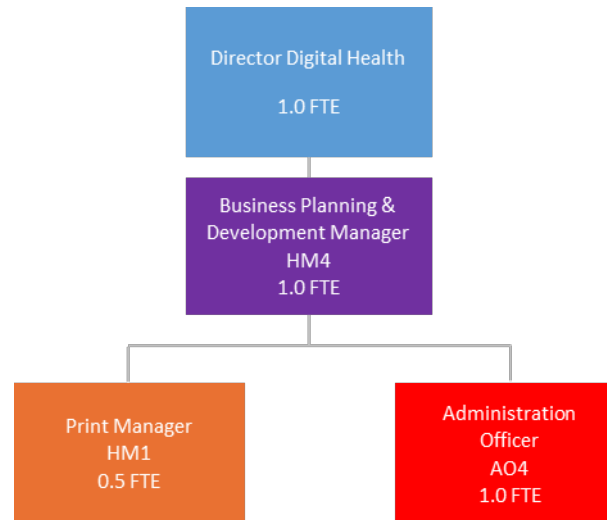 Director Digital Health
1.0 FTE
Business Planning &
Development Manager
HM4
1.0 FTE
Print Manager
HM1
0.5 FTE
Administration
Officer
AO4
1.0 FTE